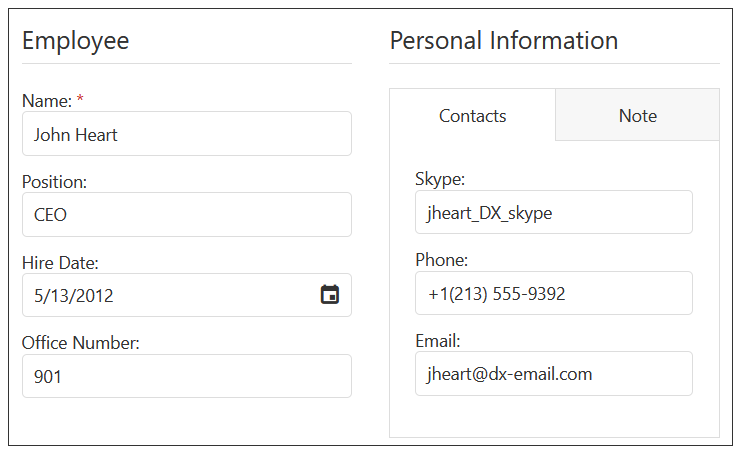 Employee
Name: *
John Heart
Position:
CEO
Hire Date:
5/13/2012
Office Number:
901
Personal Information
Contacts
Note
Skype:
jheart_DX_skype
Phone:
+1(213) 555-9392
Email:
jheart@dx-email.com